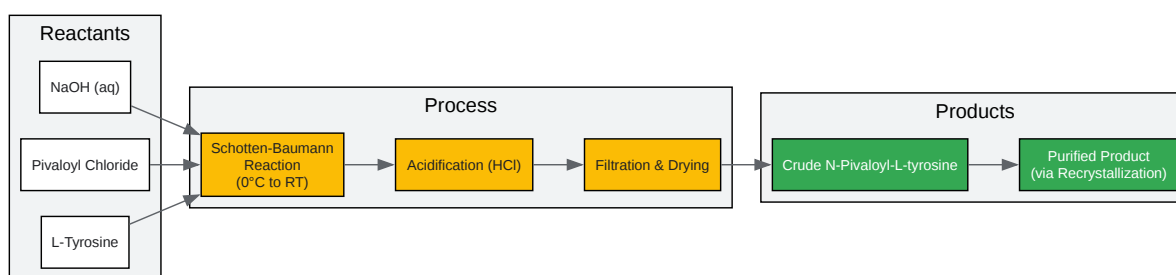 Reactants
NaOH (aq)
Pivaloyl Chloride
L-Tyrosine
Process
Schotten-Baumann
Reaction
(0°C to RT)
Acidification (HCl)
Filtration & Drying
Products
Crude N-Pivaloyl-L-tyrosine
Purified Product
(via Recrystallization)